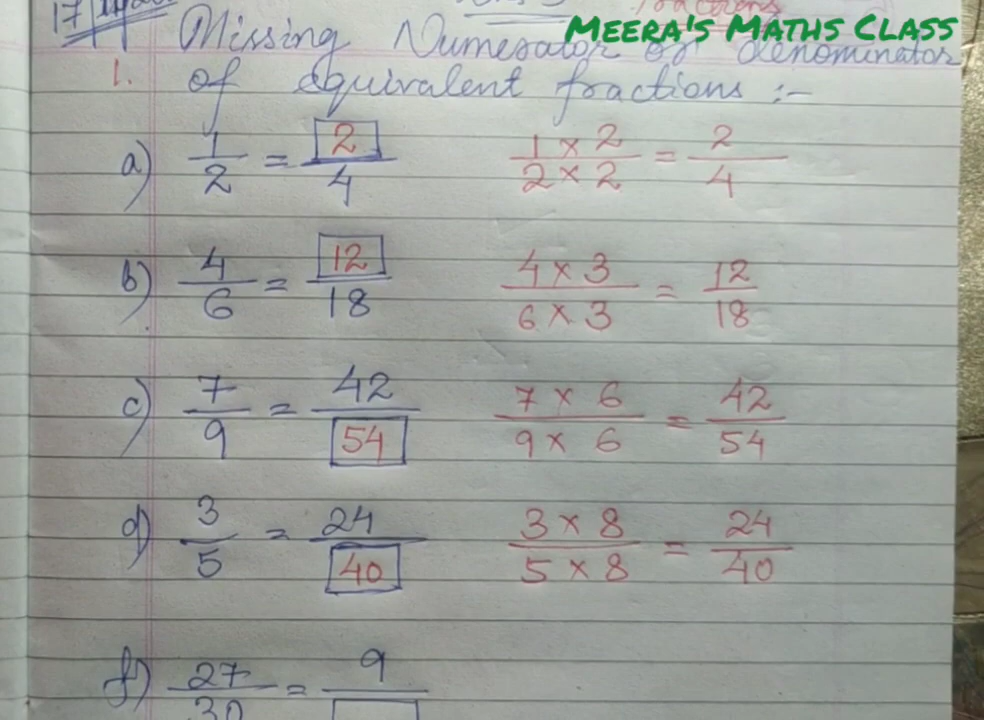 17
MEERA'S MATHS CLASS
Missing Numerator or denominator
1. of equivalent fractions :-
a) 1/2 = 2/4 1 × 2/2 × 2 = 2/4
b) 4/6 = 12/18 4 × 3/6 × 3 = 12/18
c) 7/9 = 42/54 7 × 6/9 × 6 = 42/54
d) 3/5 = 24/40 3 × 8/5 × 8 = 24/40
f) 27/30 = 9/